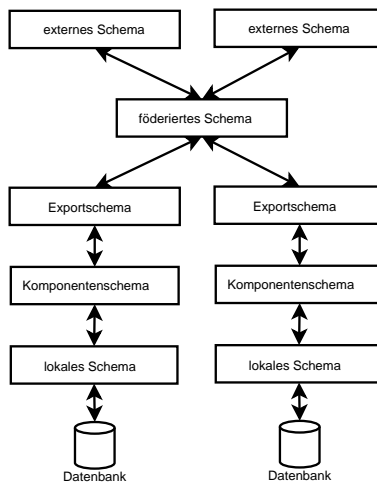 externes Schema
externes Schema
föderiertes Schema
Exportschema
Exportschema
Komponentenschema
Komponentenschema
lokales Schema
lokales Schema
Datenbank
Datenbank